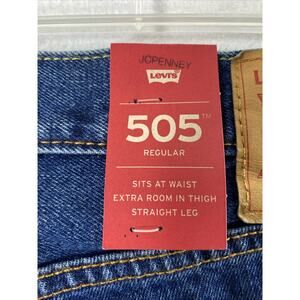 JCPENNEY
Levi's
505™
REGULAR
SITS AT WAIST
EXTRA ROOM IN THIGH
STRAIGHT LEG